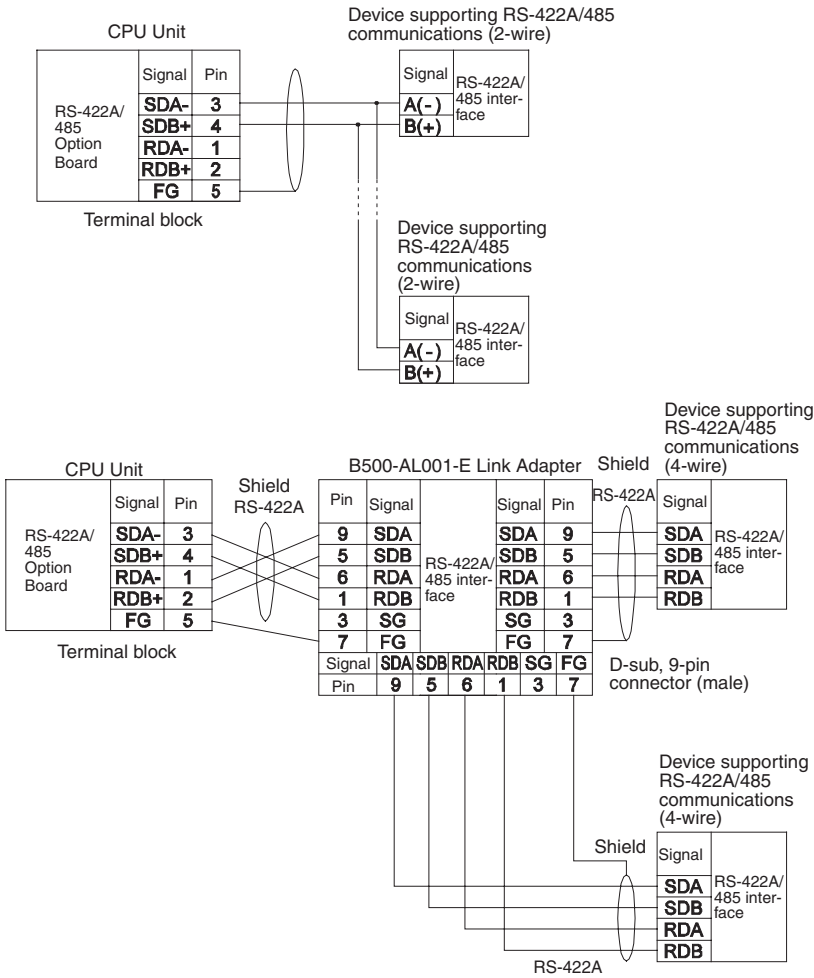 Device supporting RS-422A/485
communications (2-wire)
CPU Unit
Signal Pin
RS-422A/
485
Option
Board
SDA- 3
SDB+ 4
RDA- 1
RDB+ 2
FG 5
Terminal block
Signal
A(-)
B(+)
RS-422A/
485 inter-
face
Device supporting
RS-422A/485
communications
(2-wire)
Signal
A(-)
B(+)
RS-422A/
485 inter-
face
CPU Unit
Signal Pin
RS-422A/
485
Option
Board
SDA- 3
SDB+ 4
RDA- 1
RDB+ 2
FG 5
Terminal block
Shield
RS-422A
B500-AL001-E Link Adapter
Pin Signal
9 SDA
5 SDB
6 RDA
1 RDB
3 SG
7 FG
RS-422A/
485 inter-
face
Signal Pin
SDA 9
SDB 5
RDA 6
RDB 1
SG 3
FG 7
Signal SDA SDB RDA RDB SG FG
Pin 9 5 6 1 3 7
D-sub, 9-pin
connector (male)
Shield
RS-422A
Device supporting
RS-422A/485
communications
(4-wire)
Signal
SDA
SDB
RDA
RDB
RS-422A/
485 inter-
face
Device supporting
RS-422A/485
communications
(4-wire)
Shield
Signal
SDA
SDB
RDA
RDB
RS-422A/
485 inter-
face
RS-422A